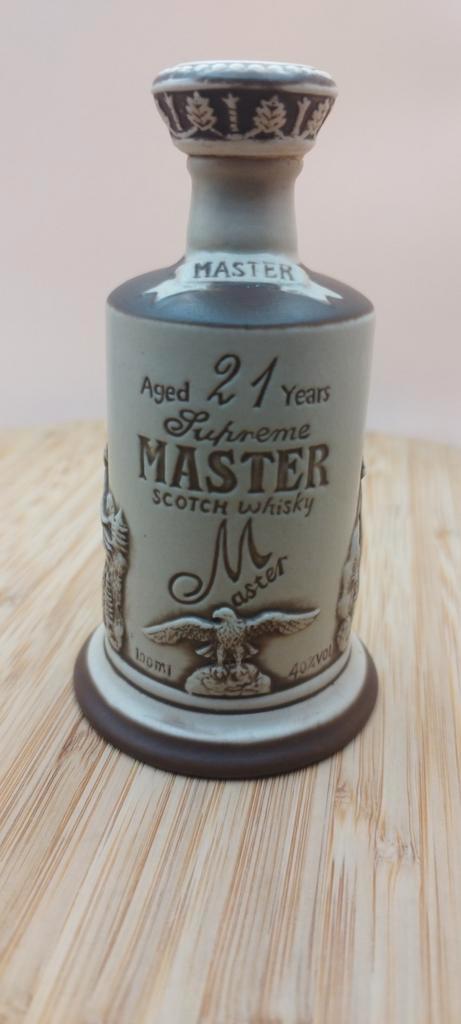 MASTER
Aged 21 Years
Supreme
MASTER
SCOTCH Whisky
Master
100ml 40%VOL